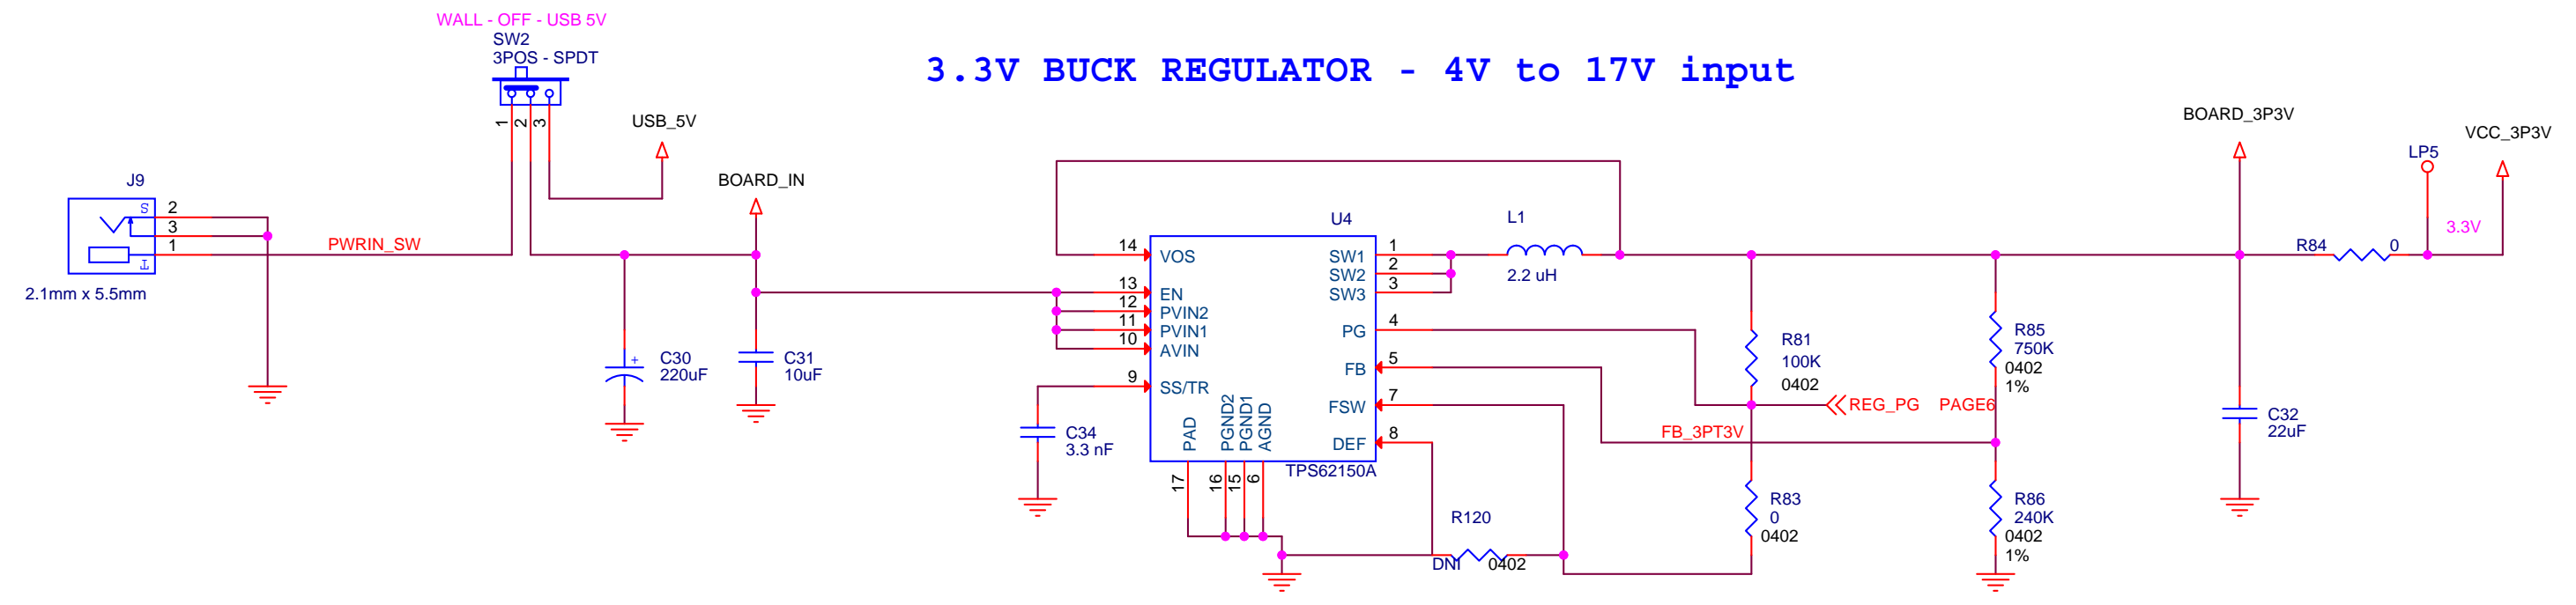 WALL - OFF - USB 5V
SW2
3POS - SPDT
3.3V BUCK REGULATOR - 4V to 17V input
1
2
3
USB_5V
BOARD_IN
J9
S
2
3
1
T
2.1mm x 5.5mm
PWRIN_SW
C30
220uF
+
C31
10uF
C34
3.3 nF
U4
14
VOS
13
EN
12
PVIN2
11
PVIN1
10
AVIN
9
SS/TR
SW1
1
SW2
2
SW3
3
PG
4
FB
5
FSW
7
DEF
8
PAD
PGND2
PGND1
AGND
17
16
15
6
TPS62150A
L1
2.2 uH
R81
100K
0402
REG_PG PAGE6
FB_3PT3V
R83
0
0402
R120
DNI 0402
R85
750K
0402
1%
R86
240K
0402
1%
BOARD_3P3V
C32
22uF
R84 0
LP5
VCC_3P3V
3.3V